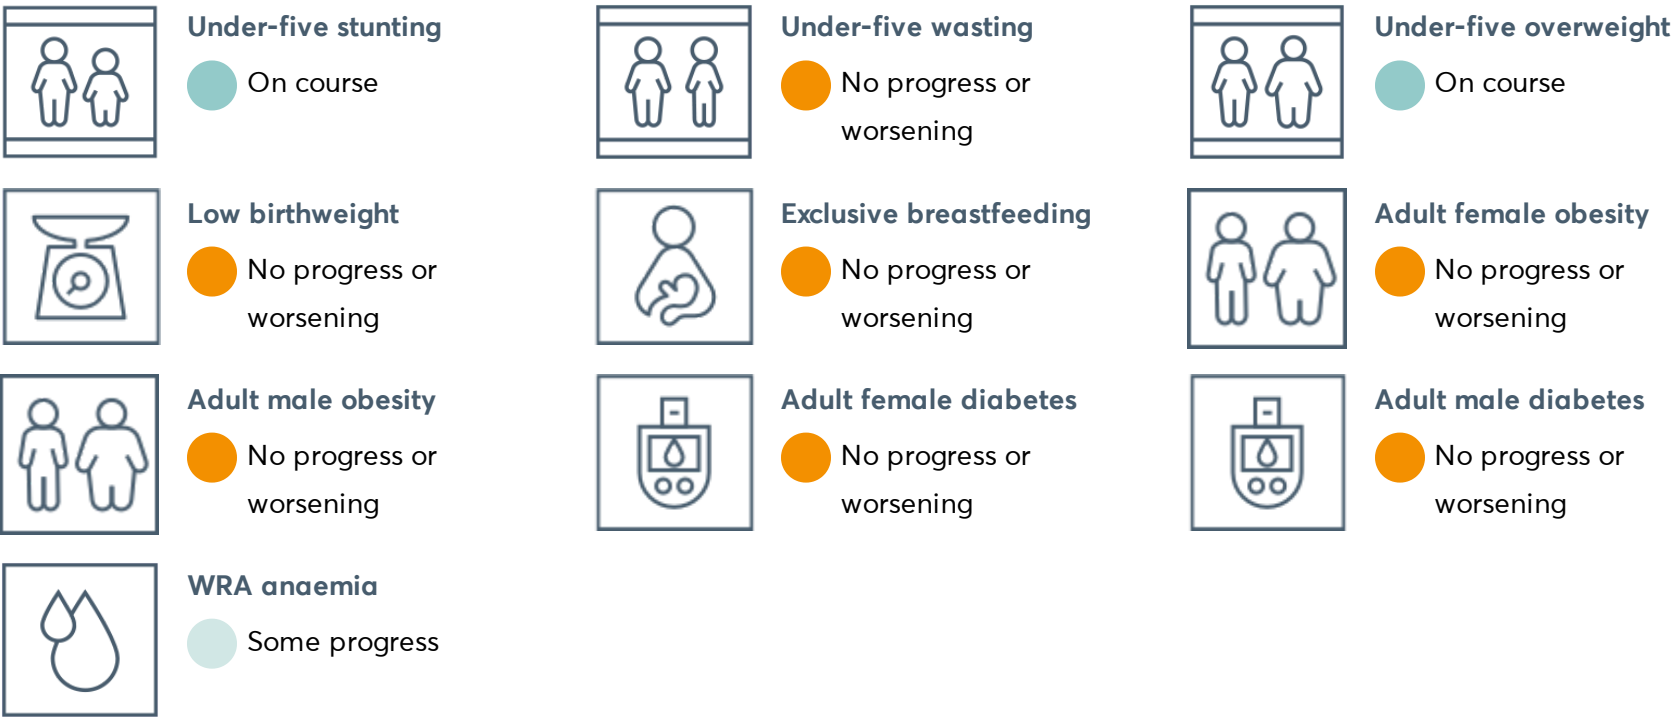 Under-five stunting
On course
Under-five wasting
No progress or
worsening
Under-five overweight
On course
Low birthweight
No progress or
worsening
Exclusive breastfeeding
No progress or
worsening
Adult female obesity
No progress or
worsening
Adult male obesity
No progress or
worsening
Adult female diabetes
No progress or
worsening
Adult male diabetes
No progress or
worsening
WRA anaemia
Some progress